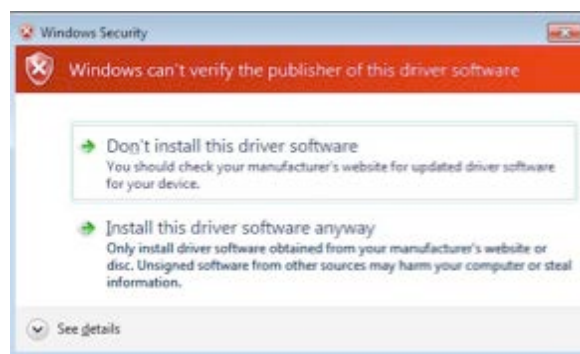 Windows Security
Windows can't verify the publisher of this driver software
Don't install this driver software
You should check your manufacturer's website for updated driver software
for your device.
Install this driver software anyway
Only install driver software obtained from your manufacturer's website or
disc. Unsigned software from other sources may harm your computer or steal
information.
See details